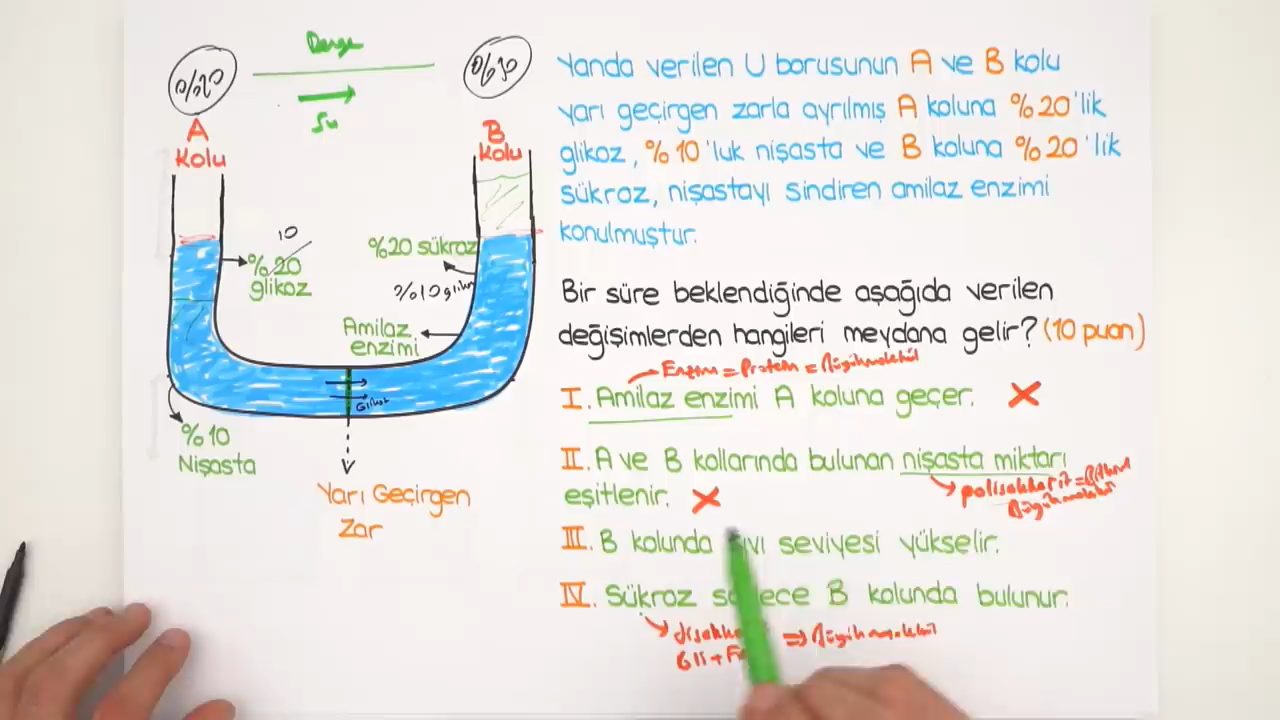 Denge
%20
%30
Su
A
Kolu
B
Kolu
10
%20
glikoz
%20 sükroz
%10
Amilaz
enzimi
Glikoz
%10
Nişasta
Yarı Geçirgen
Zar
Yanda verilen U borusunun A ve B kolu
yarı geçirgen zarla ayrılmış A koluna %20'lik
glikoz, %10'luk nişasta ve B koluna %20'lik
sükroz, nişastayı sindiren amilaz enzimi
konulmuştur.
Bir süre beklendiğinde aşağıda verilen
değişimlerden hangileri meydana gelir? (10 puan)
Enzim = Protein = Büyük molekül
I. Amilaz enzimi A koluna geçer. X
II. A ve B kollarında bulunan nişasta miktarı
eşitlenir. X
polisakkarit =
Büyük molekül
III. B kolunda seviyesi yükselir.
IV. Sükroz B kolunda bulunur.
⇒ Büyük molekül